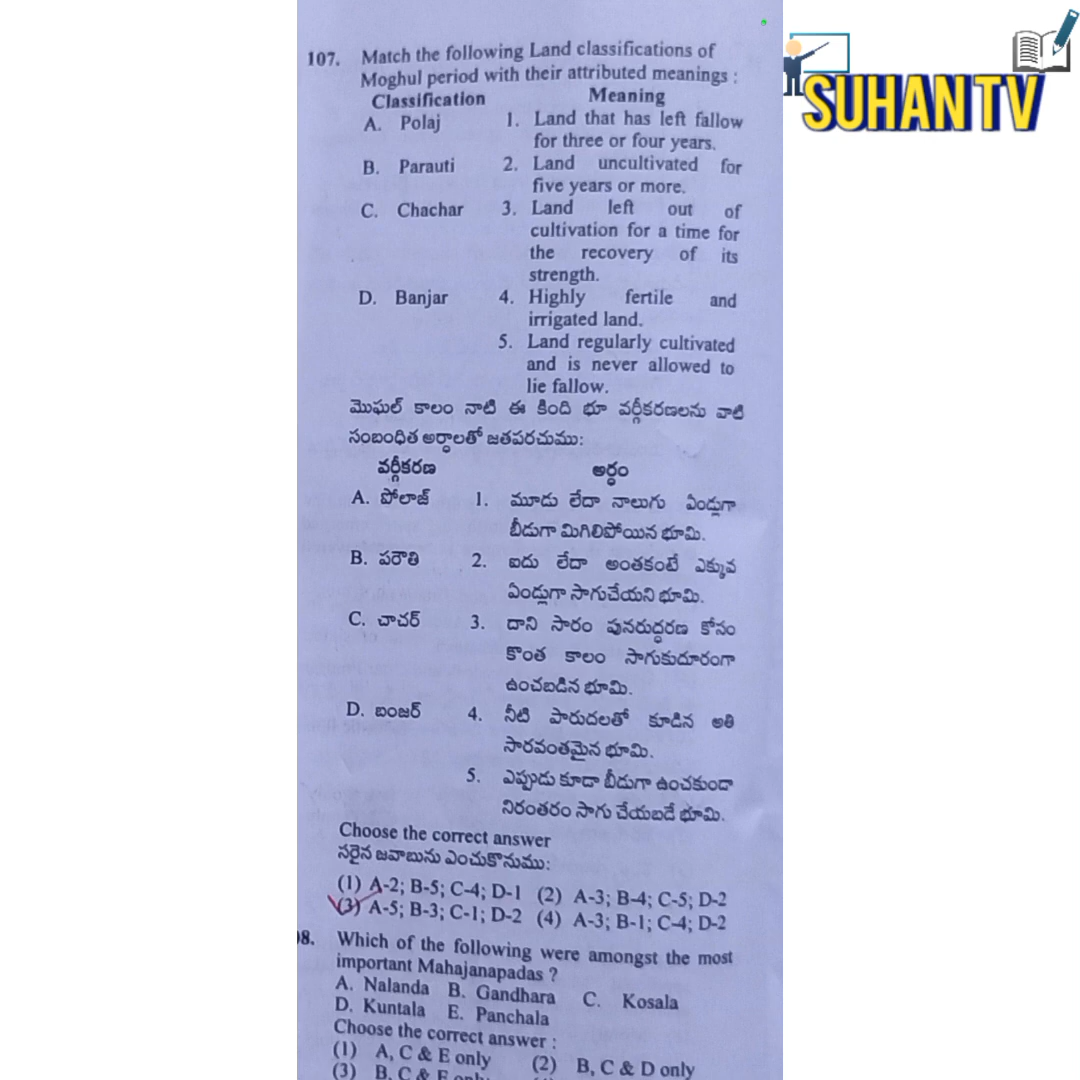 SUHAN TV
107. Match the following Land classifications of
Moghul period with their attributed meanings :
Classification Meaning
A. Polaj 1. Land that has left fallow
for three or four years.
B. Parauti 2. Land uncultivated for
five years or more.
C. Chachar 3. Land left out of
cultivation for a time for
the recovery of its
strength.
D. Banjar 4. Highly fertile and
irrigated land.
5. Land regularly cultivated
and is never allowed to
lie fallow.
మొఘల్ కాలం నాటి ఈ కింది భూ వర్గీకరణలను వాటి
సంబంధిత అర్థాలతో జతపరచుము:
వర్గీకరణ అర్థం
A. పోలాజ్ 1. మూడు లేదా నాలుగు ఏండ్లుగా
బీడుగా మిగిలిపోయిన భూమి.
B. పరౌతి 2. ఐదు లేదా అంతకంటే ఎక్కువ
ఏండ్లుగా సాగుచేయని భూమి.
C. చాచర్ 3. దాని సారం పునరుద్ధరణ కోసం
కొంత కాలం సాగుకుదూరంగా
ఉంచబడిన భూమి.
D. బంజర్ 4. నీటి పారుదలతో కూడిన అతి
సారవంతమైన భూమి.
5. ఎప్పుడు కూడా బీడుగా ఉంచకుండా
నిరంతరం సాగు చేయబడే భూమి.
Choose the correct answer
సరైన జవాబును ఎంచుకొనుము:
(1) A-2; B-5; C-4; D-1 (2) A-3; B-4; C-5; D-2
(3) A-5; B-3; C-1; D-2 (4) A-3; B-1; C-4; D-2
08. Which of the following were amongst the most
important Mahajanapadas ?
A. Nalanda B. Gandhara C. Kosala
D. Kuntala E. Panchala
Choose the correct answer :
(1) A, C & E only (2) B, C & D only
(3) B, C & E only